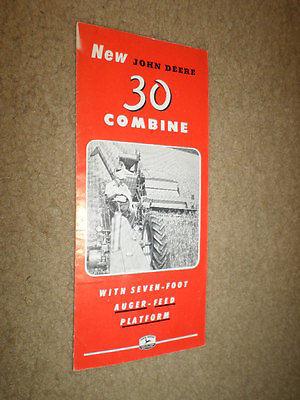 New JOHN DEERE
30
COMBINE
WITH SEVEN-FOOT
AUGER-FEED
PLATFORM